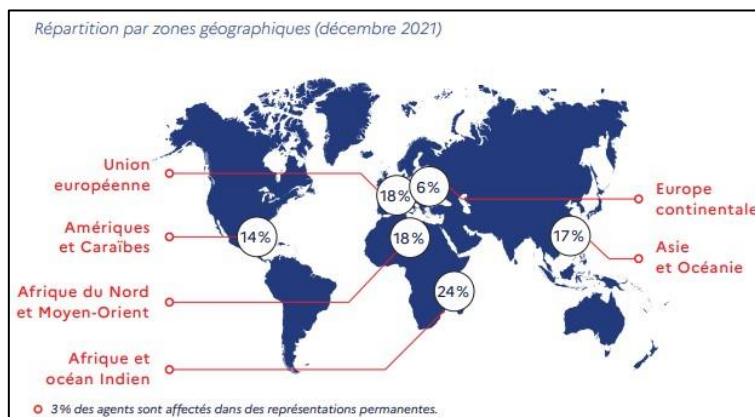 Répartition par zones géographiques (décembre 2021)
Union
européenne
18%
6%
Europe
continentale
Amériques
et Caraïbes
14%
18%
17%
Asie
et Océanie
Afrique du Nord
et Moyen-Orient
24%
Afrique et
océan Indien
3% des agents sont affectés dans des représentations permanentes.